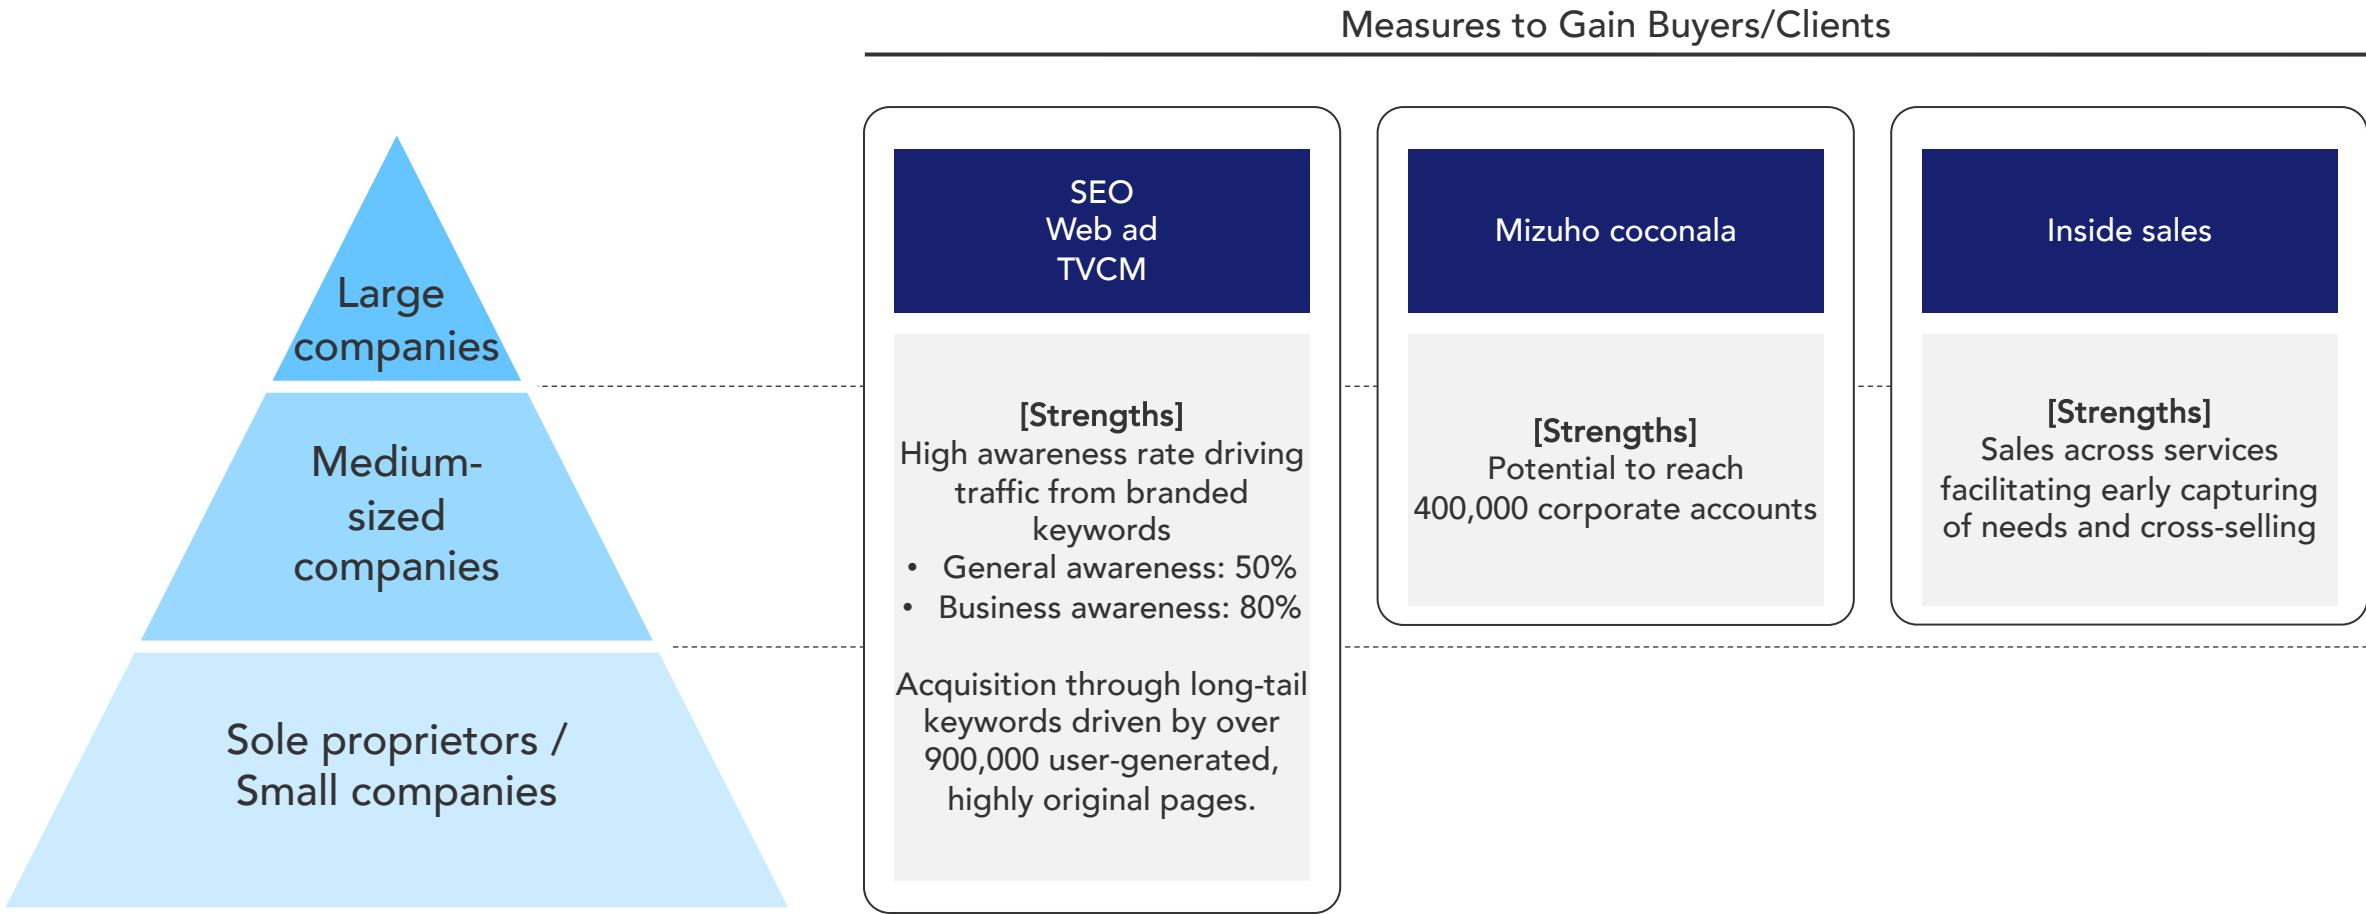 Measures to Gain Buyers/Clients
Large
companies
Medium-
sized
companies
Sole proprietors /
Small companies
SEO
Web ad
TVCM
[Strengths]
High awareness rate driving
traffic from branded
keywords
• General awareness: 50%
• Business awareness: 80%
Acquisition through long-tail
keywords driven by over
900,000 user-generated,
highly original pages.
Mizuho coconala
[Strengths]
Potential to reach
400,000 corporate accounts
Inside sales
[Strengths]
Sales across services
facilitating early capturing
of needs and cross-selling